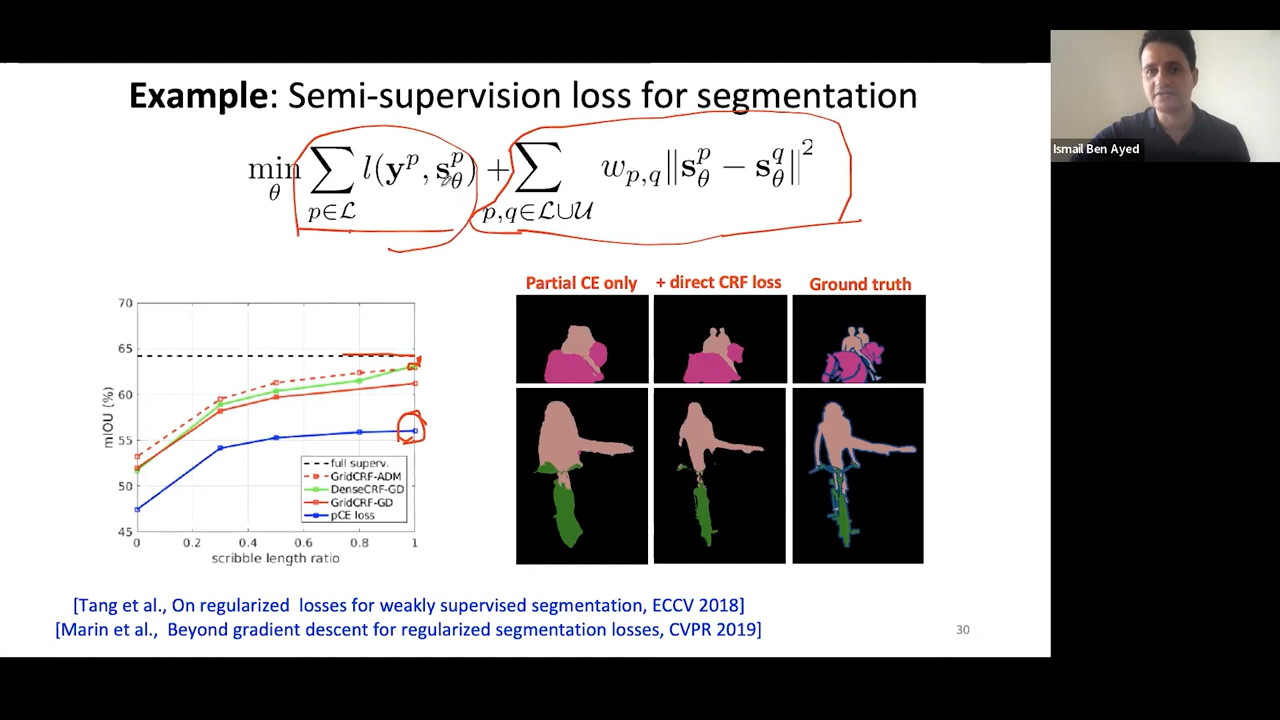 Example: Semi-supervision loss for segmentation
min_θ ∑_{p∈ℒ} l(y^p, s_θ^p) + ∑_{p,q∈ℒ∪𝒰} w_{p,q} ‖s_θ^p − s_θ^q‖^2
Ismail Ben Ayed
Partial CE only
+ direct CRF loss
Ground truth
70
65
60
55
50
45
mIOU (%)
full superv.
GridCRF-ADM
DenseCRF-GD
GridCRF-GD
pCE loss
0 0.2 0.4 0.6 0.8 1
scribble length ratio
[Tang et al., On regularized losses for weakly supervised segmentation, ECCV 2018]
[Marin et al., Beyond gradient descent for regularized segmentation losses, CVPR 2019]
30